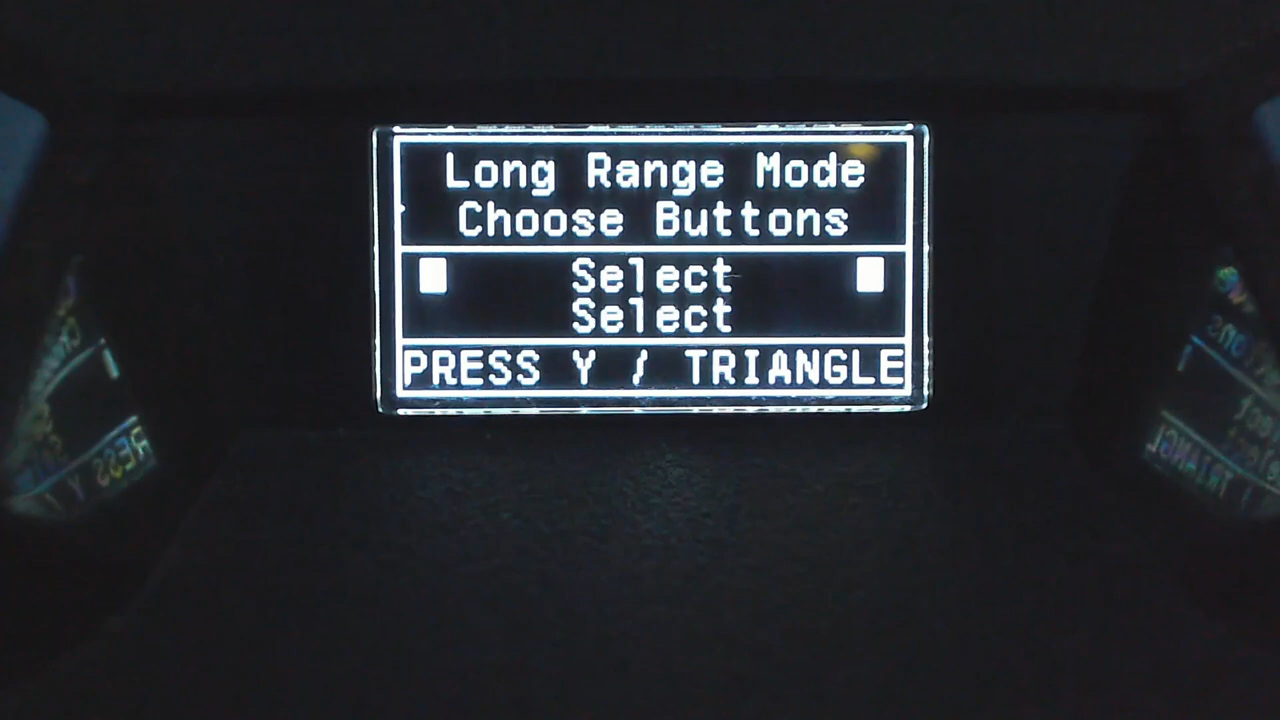 Long Range Mode
Choose Buttons
Select
Select
PRESS Y / TRIANGLE